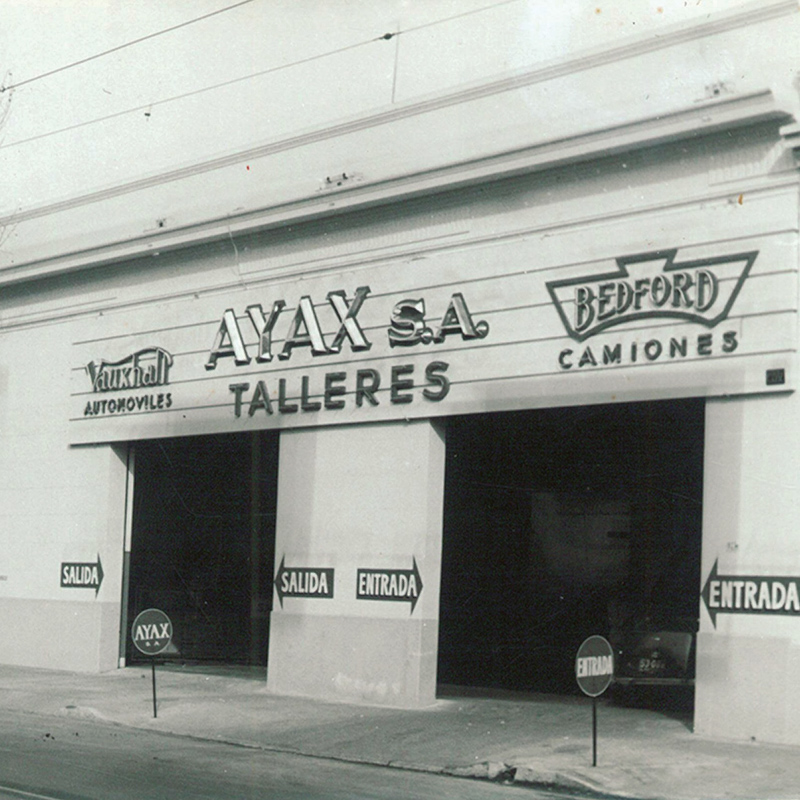 Vauxhall
AUTOMOVILES
AYAX S.A.
TALLERES
BEDFORD
CAMIONES
SALIDA
SALIDA
ENTRADA
ENTRADA
AYAX
S.A.
ENTRADA